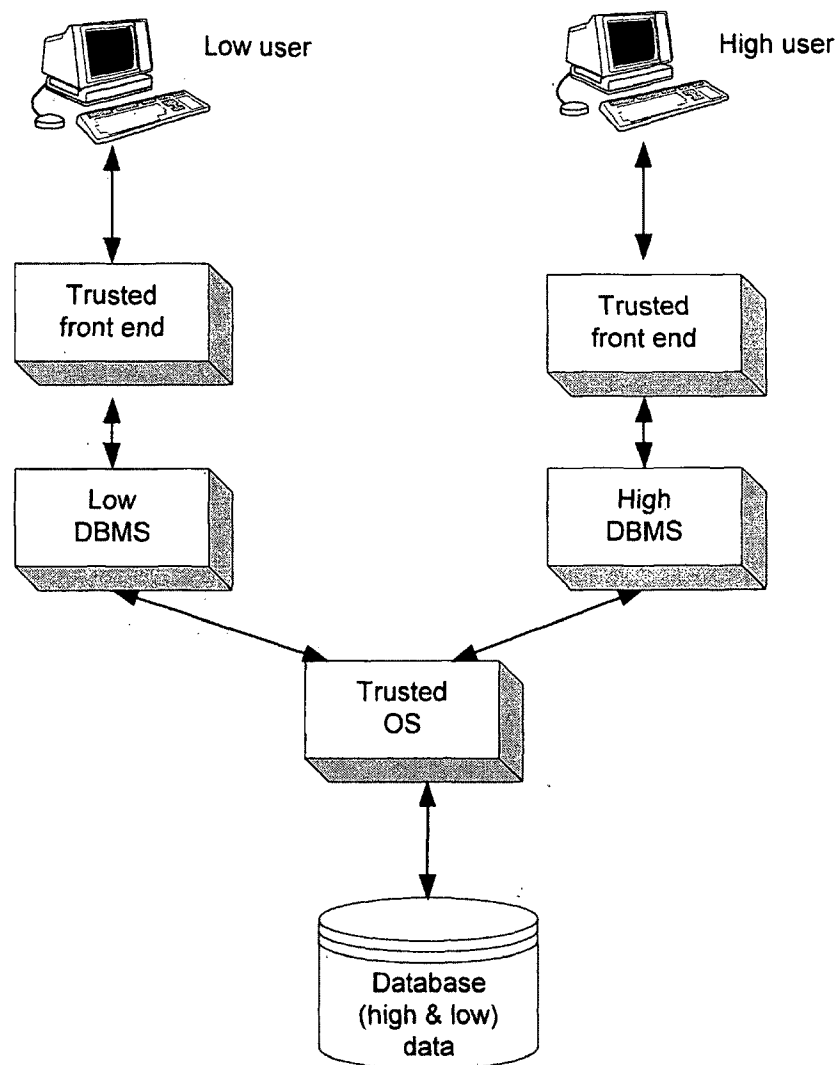 Low user
High user
Trusted
front end
Trusted
front end
Low
DBMS
High
DBMS
Trusted
OS
Database
(high & low)
data